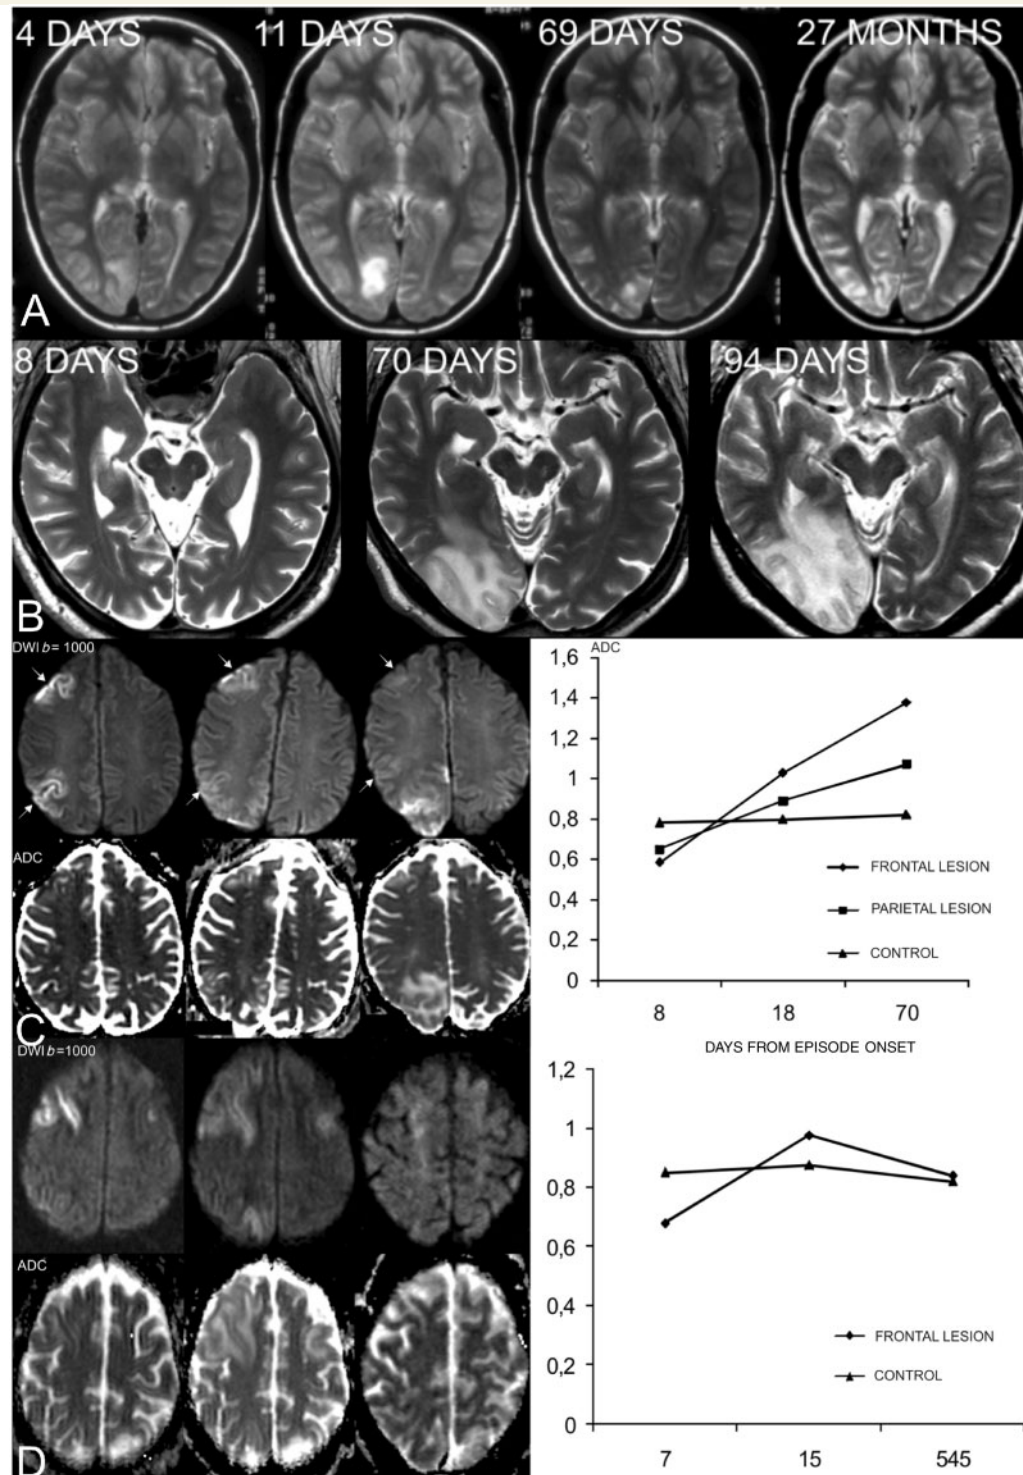 4 DAYS
11 DAYS
69 DAYS
27 MONTHS
A
8 DAYS
70 DAYS
94 DAYS
B
DWI b= 1000
ADC
C
ADC
1,6
1,4
1,2
1
0,8
0,6
0,4
0,2
0
FRONTAL LESION
PARIETAL LESION
CONTROL
8
18
70
DAYS FROM EPISODE ONSET
DWI b=1000
ADC
D
1,2
1
0,8
0,6
0,4
0,2
0
FRONTAL LESION
CONTROL
7
15
545